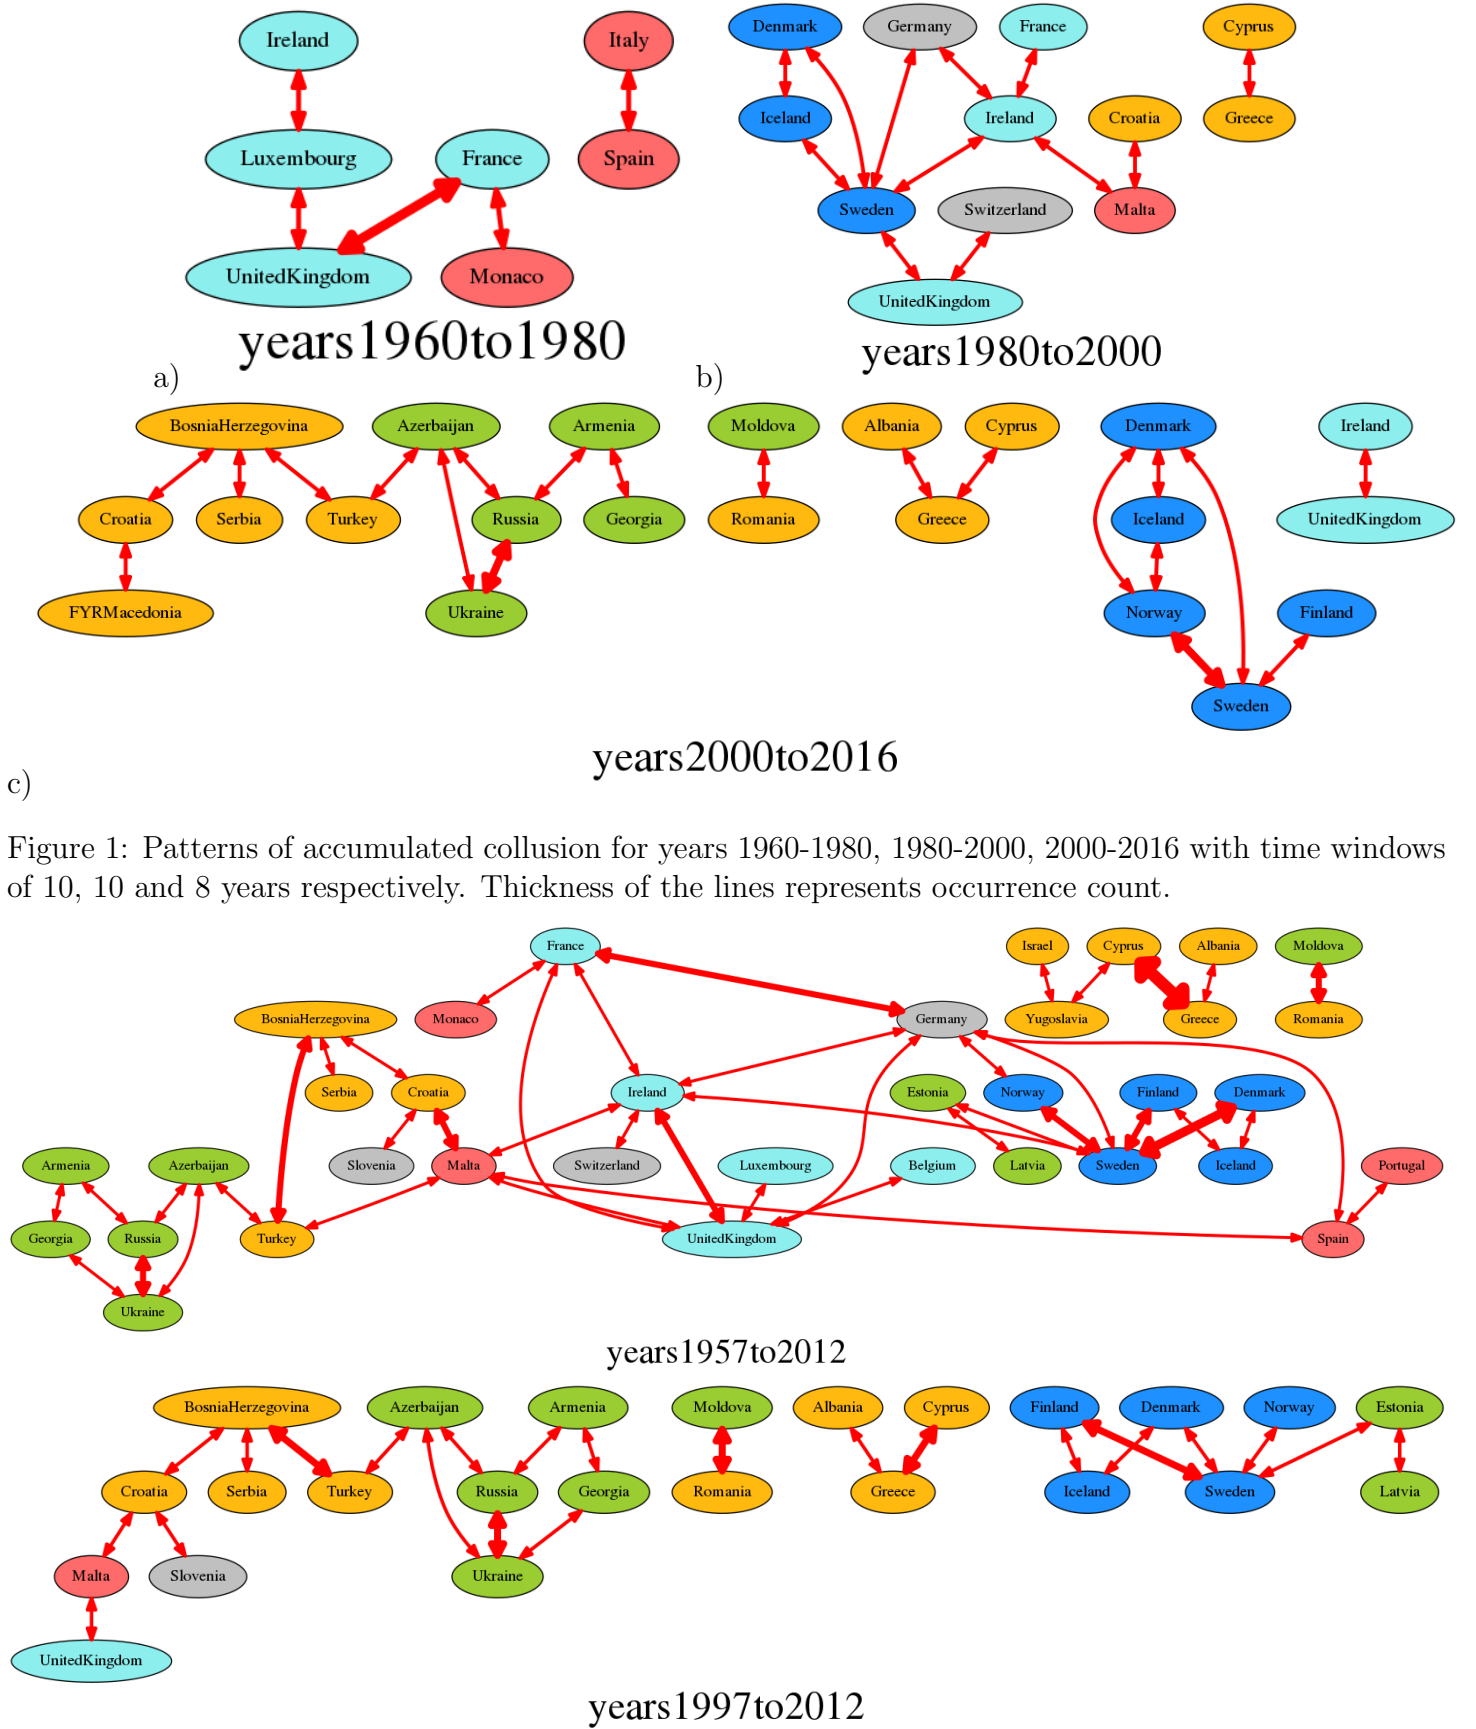 Ireland
Italy
Luxembourg
France
Spain
UnitedKingdom
Monaco
years1960to1980
a)
Denmark
Germany
France
Cyprus
Iceland
Ireland
Croatia
Greece
Sweden
Switzerland
Malta
UnitedKingdom
years1980to2000
b)
BosniaHerzegovina
Azerbaijan
Armenia
Moldova
Albania
Cyprus
Denmark
Ireland
Croatia
Serbia
Turkey
Russia
Georgia
Romania
Greece
Iceland
UnitedKingdom
FYRMacedonia
Ukraine
Norway
Finland
Sweden
years2000to2016
c)
Figure 1: Patterns of accumulated collusion for years 1960-1980, 1980-2000, 2000-2016 with time windows
of 10, 10 and 8 years respectively. Thickness of the lines represents occurrence count.
France
Israel
Cyprus
Albania
Moldova
BosniaHerzegovina
Monaco
Germany
Yugoslavia
Greece
Romania
Serbia
Croatia
Ireland
Estonia
Norway
Finland
Denmark
Armenia
Azerbaijan
Slovenia
Malta
Switzerland
Luxembourg
Belgium
Latvia
Sweden
Iceland
Portugal
Georgia
Russia
Turkey
UnitedKingdom
Spain
Ukraine
years1957to2012
BosniaHerzegovina
Azerbaijan
Armenia
Moldova
Albania
Cyprus
Finland
Denmark
Norway
Estonia
Croatia
Serbia
Turkey
Russia
Georgia
Romania
Greece
Iceland
Sweden
Latvia
Malta
Slovenia
Ukraine
UnitedKingdom
years1997to2012